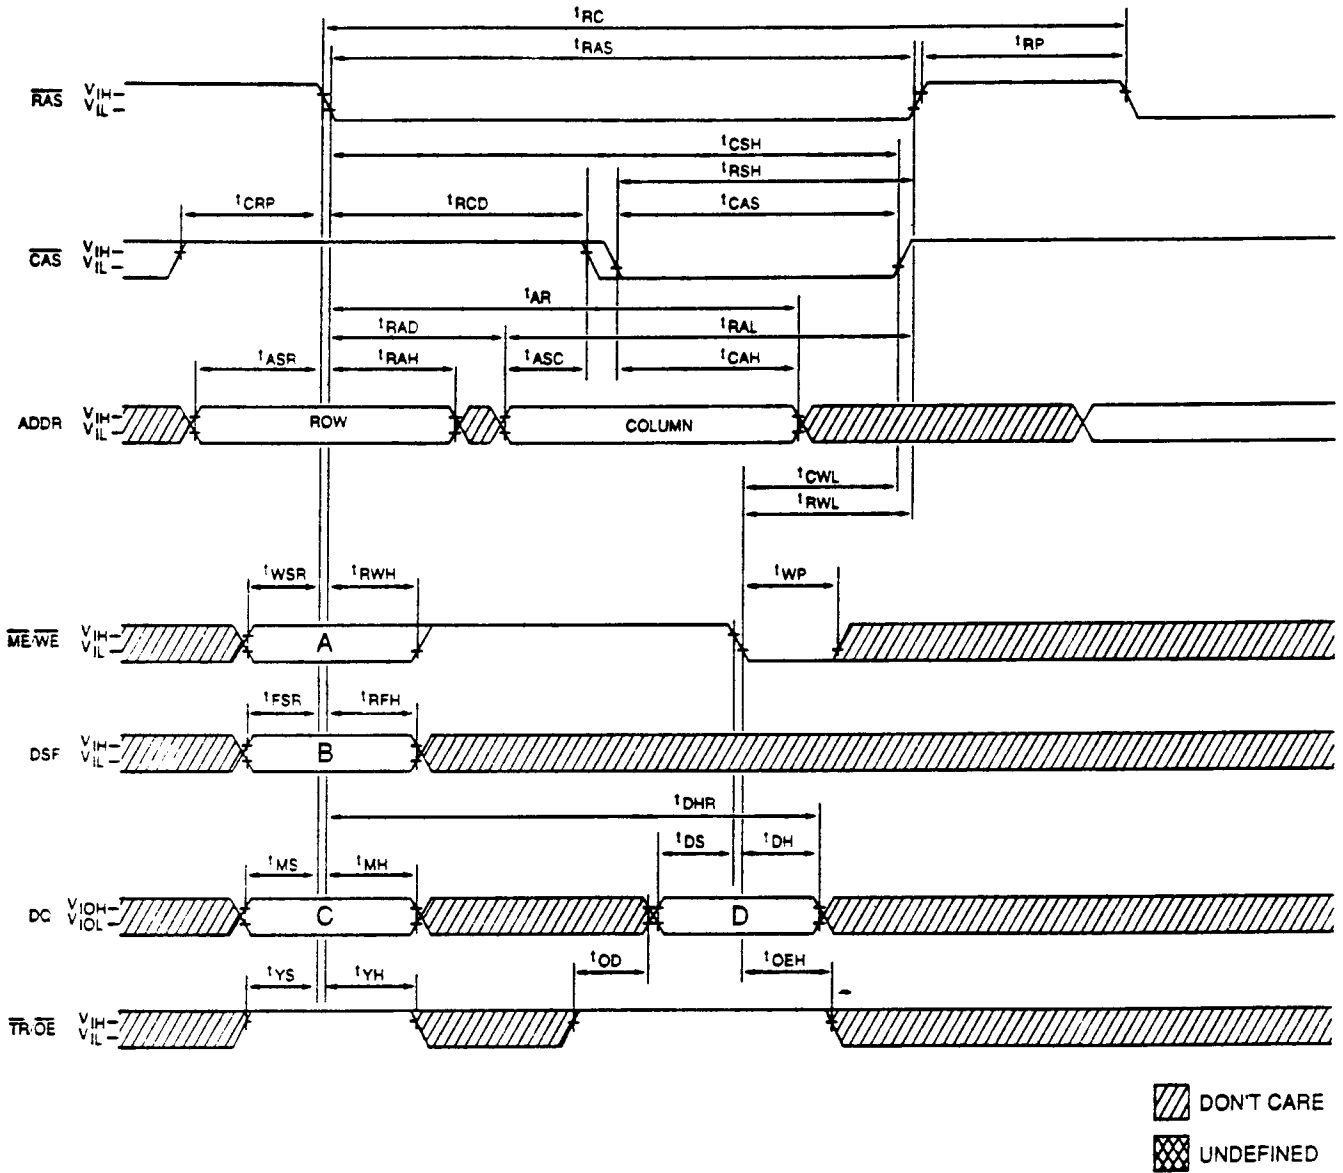 tRC
tRAS
tRP
RAS
VIH
VIL
tCSH
tRSH
tCRP
tRCD
tCAS
CAS
VIH
VIL
tAR
tRAD
tRAL
tASR
tRAH
tASC
tCAH
ADDR
VIH
VIL
ROW
COLUMN
tCWL
tRWL
tWSR
tRWH
tWP
ME/WE
VIH
VIL
A
tFSR
tRFH
DSF
VIH
VIL
B
tDHR
tDS
tDH
tMS
tMH
DC
VIOH
VIOL
C
D
tYS
tYH
tOD
tOEH
TR/OE
VIH
VIL
DON'T CARE
UNDEFINED